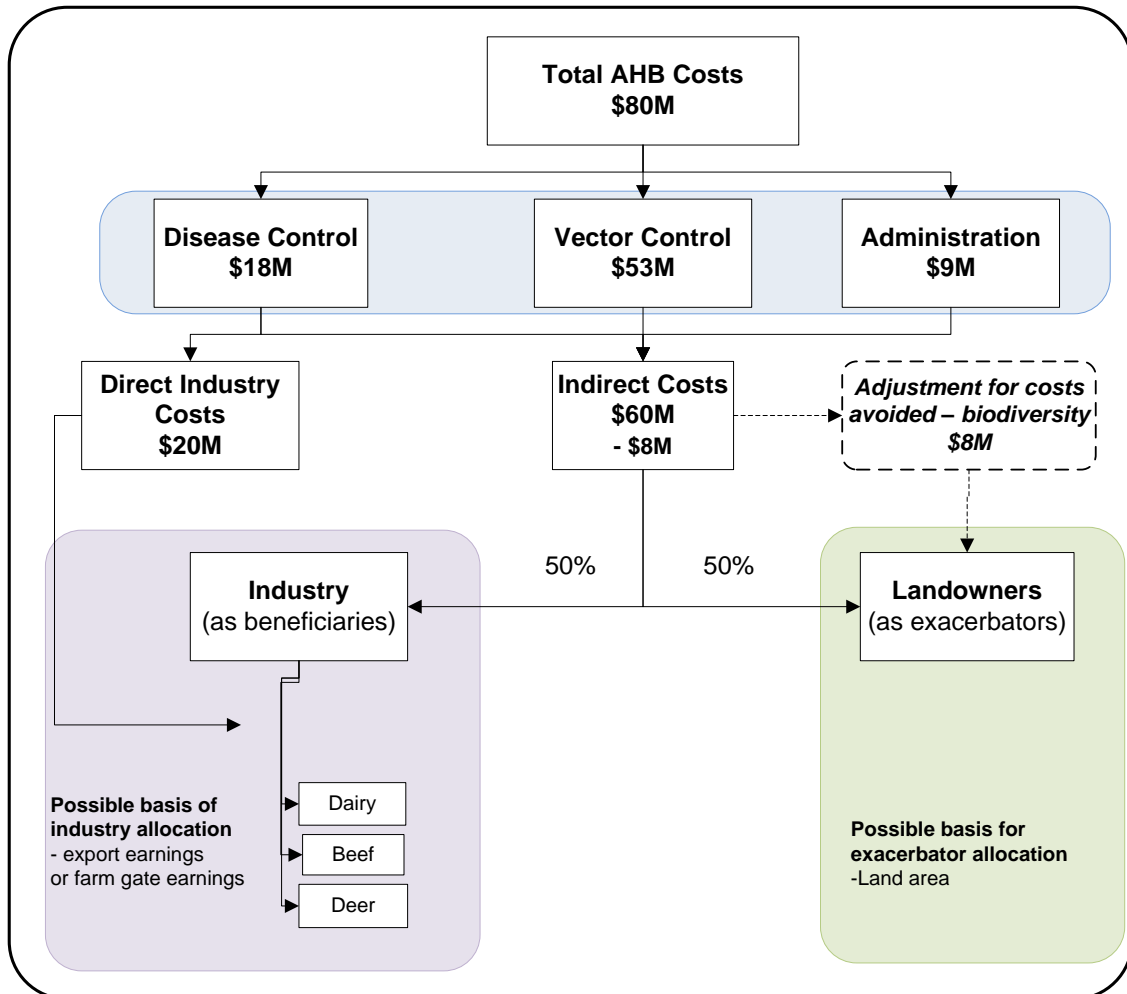 Total AHB Costs
$80M
Disease Control
$18M
Vector Control
$53M
Administration
$9M
Direct Industry
Costs
$20M
Indirect Costs
$60M
- $8M
Adjustment for costs
avoided – biodiversity
$8M
50%
50%
Industry
(as beneficiaries)
Landowners
(as exacerbators)
Possible basis of
industry allocation
- export earnings
or farm gate earnings
Dairy
Beef
Deer
Possible basis for
exacerbator allocation
-Land area